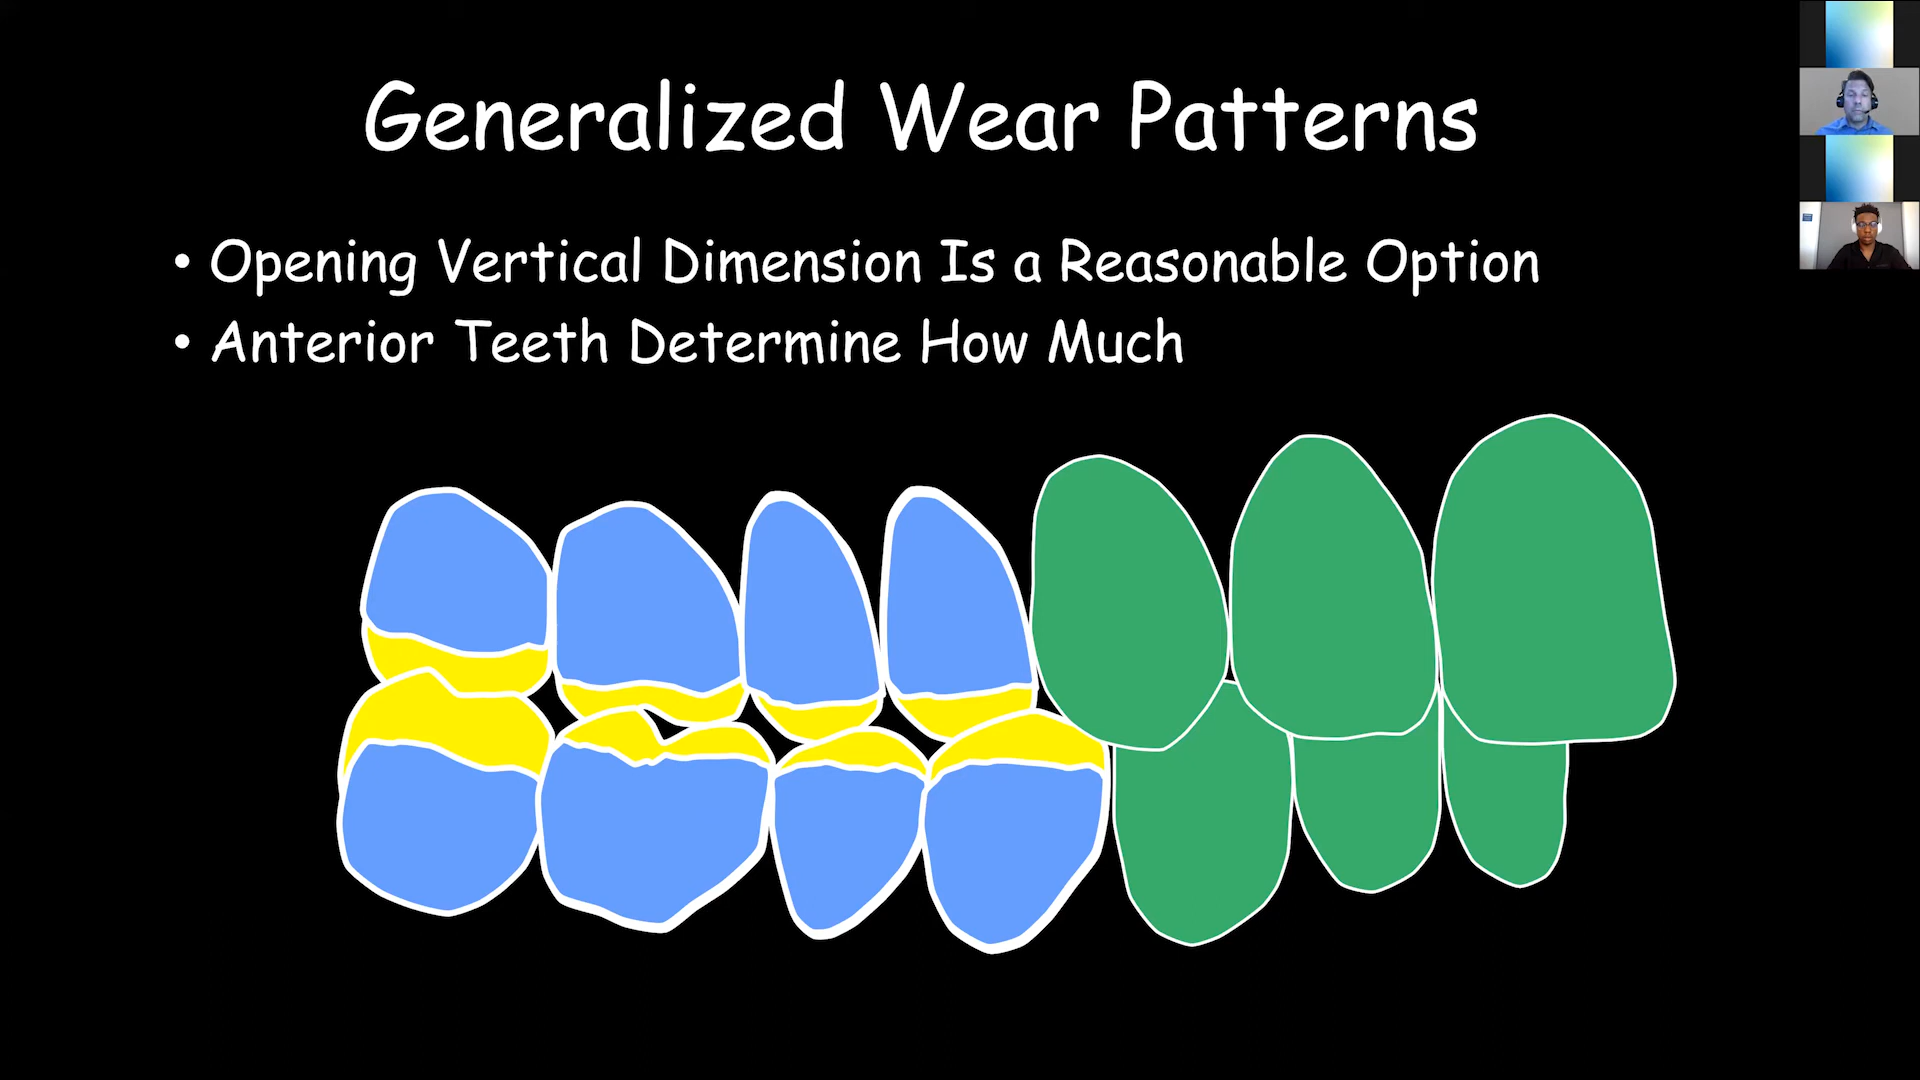 Generalized Wear Patterns
• Opening Vertical Dimension Is a Reasonable Option
• Anterior Teeth Determine How Much